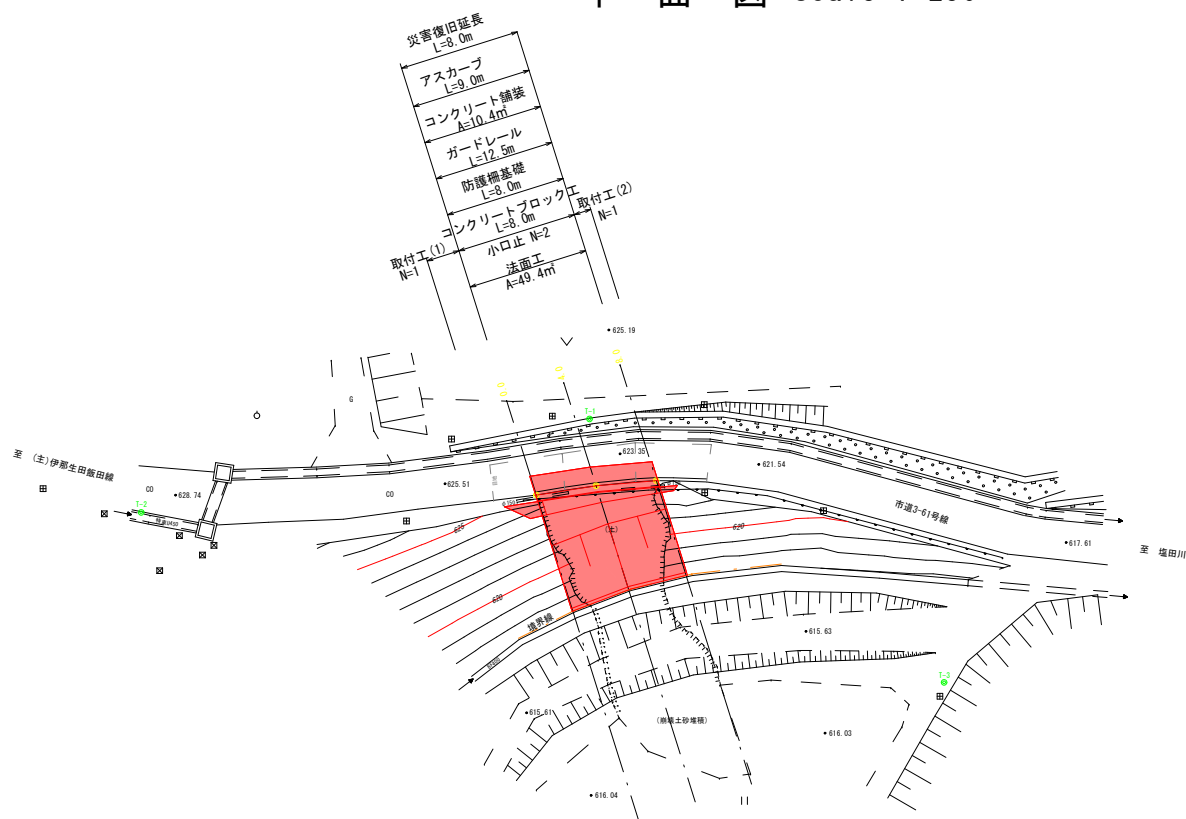 災害復旧延長
L=8.0m
アスカーブ
L=9.0m
コンクリート舗装
A=10.4㎡
ガードレール
L=12.5m
防護柵基礎
L=8.0m
コンクリートブロック工
L=8.0m
小口止 N=2
取付工(1)
N=1
取付工(2)
N=1
法面工
A=49.4㎡
625.19
G
T-1
623.35
621.54
至 (主)伊那生田飯田線
CO
628.74
T-2
625.51
CO
市道3-61号線
617.61
至 塩田川
625
(土)
620
620
境界線
615.63
T-3
615.61
(崩壊土砂堆積)
616.03
616.04